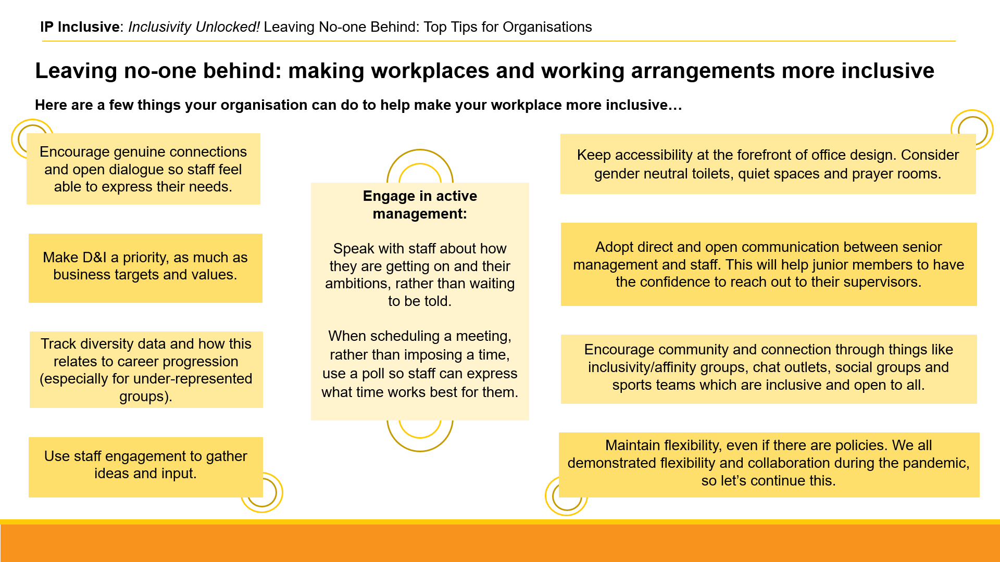 IP Inclusive: Inclusivity Unlocked! Leaving No-one Behind: Top Tips for Organisations
Leaving no-one behind: making workplaces and working arrangements more inclusive
Here are a few things your organisation can do to help make your workplace more inclusive…
Encourage genuine connections
and open dialogue so staff feel
able to express their needs.
Make D&I a priority, as much as
business targets and values.
Track diversity data and how this
relates to career progression
(especially for under-represented
groups).
Use staff engagement to gather
ideas and input.
Engage in active
management:
Speak with staff about how
they are getting on and their
ambitions, rather than waiting
to be told.
When scheduling a meeting,
rather than imposing a time,
use a poll so staff can express
what time works best for them.
Keep accessibility at the forefront of office design. Consider
gender neutral toilets, quiet spaces and prayer rooms.
Adopt direct and open communication between senior
management and staff. This will help junior members to have
the confidence to reach out to their supervisors.
Encourage community and connection through things like
inclusivity/affinity groups, chat outlets, social groups and
sports teams which are inclusive and open to all.
Maintain flexibility, even if there are policies. We all
demonstrated flexibility and collaboration during the pandemic,
so let’s continue this.